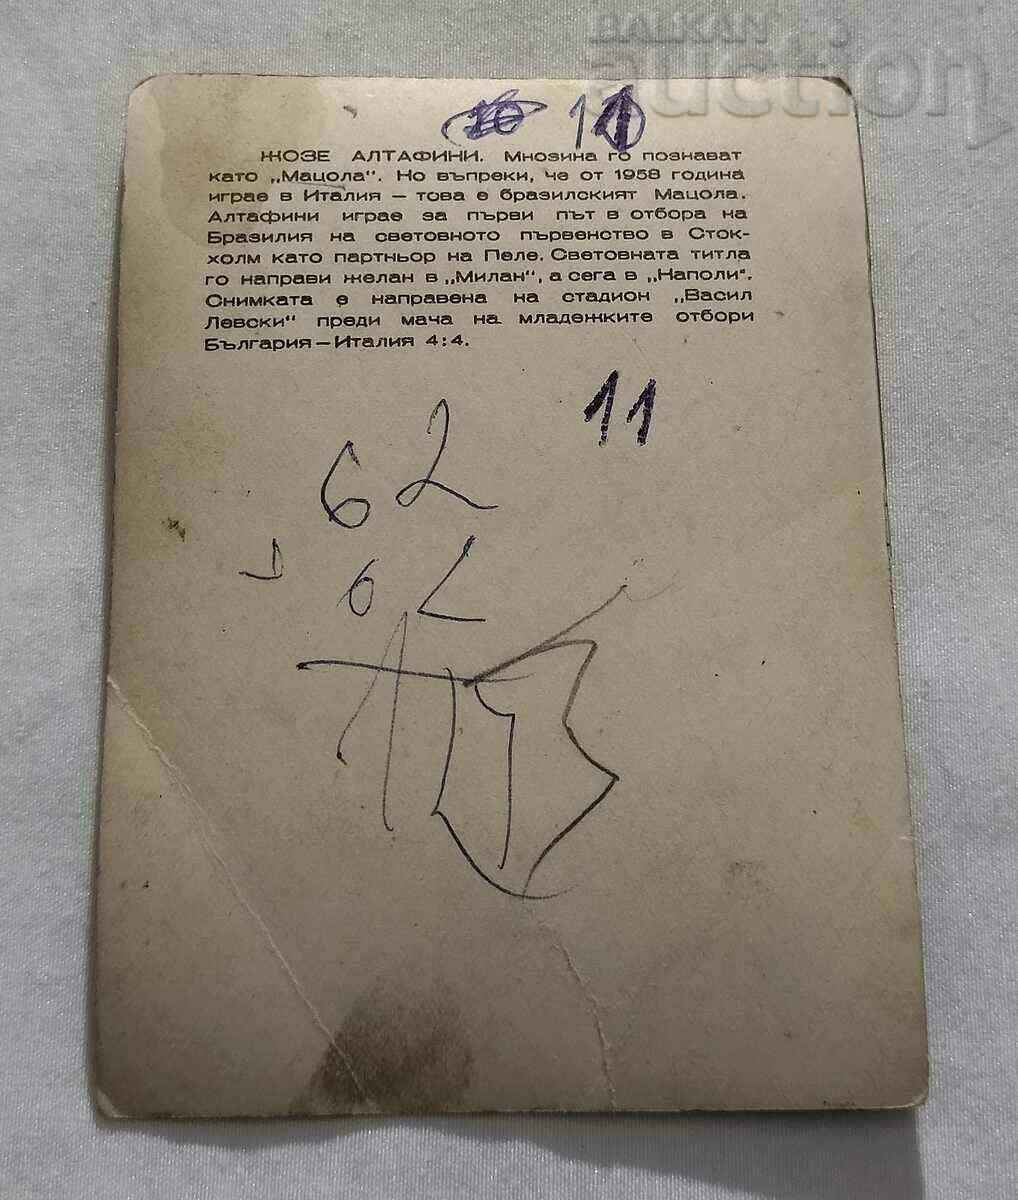 BALKAN
auction
16 11
ЖОЗЕ АЛТАФИНИ. Мнозина го познават
като „Мацола“. Но въпреки, че от 1958 година
играе в Италия – това е бразилският Мацола.
Алтафини играе за първи път в отбора на
Бразилия на световното първенство в Сток-
холм като партньор на Пеле. Световната титла
го направи желан в „Милан“, а сега в „Наполи“.
Снимката е направена на стадион „Васил
Левски“ преди мача на младежките отбори
България – Италия 4:4.
11
62
62